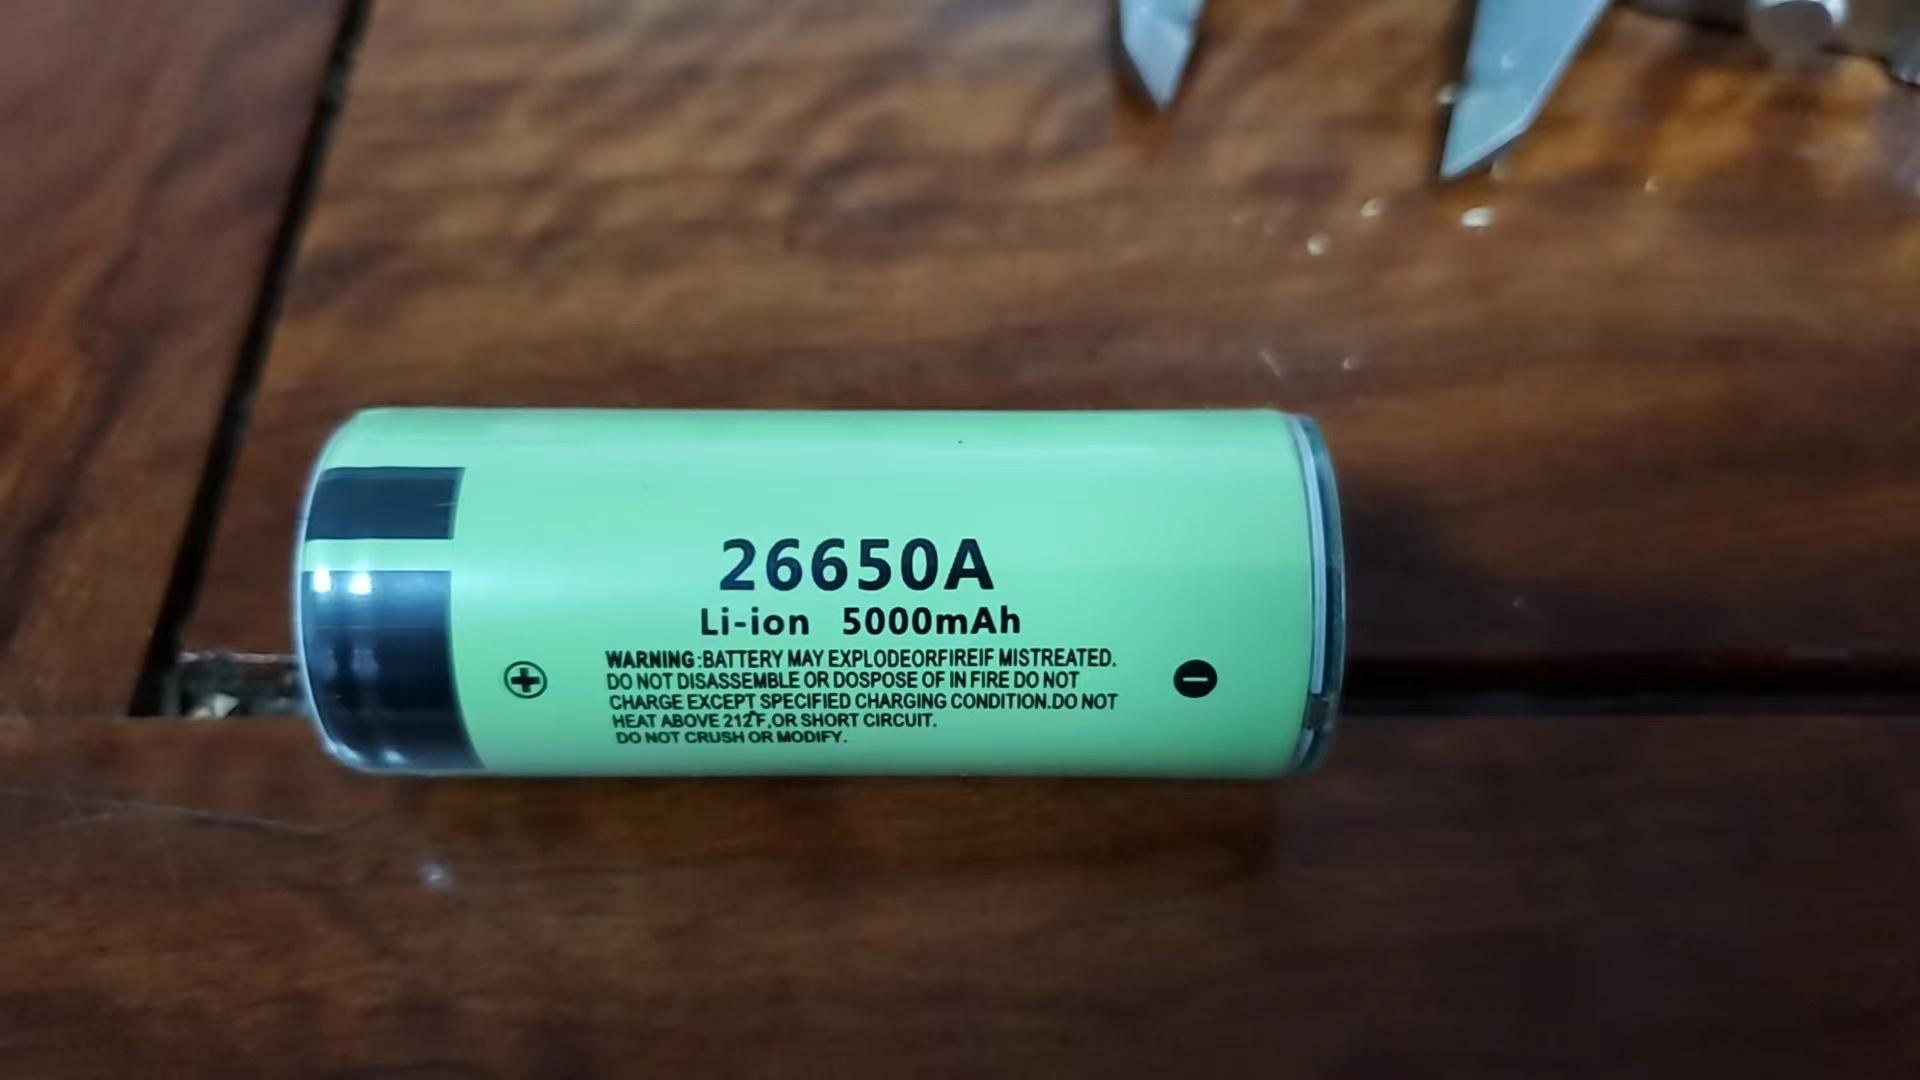 26650A
Li-ion 5000mAh
WARNING:BATTERY MAY EXPLODEORFIREIF MISTREATED.
DO NOT DISASSEMBLE OR DOSPOSE OF IN FIRE DO NOT
CHARGE EXCEPT SPECIFIED CHARGING CONDITION.DO NOT
HEAT ABOVE 212℉,OR SHORT CIRCUIT.
DO NOT CRUSH OR MODIFY.